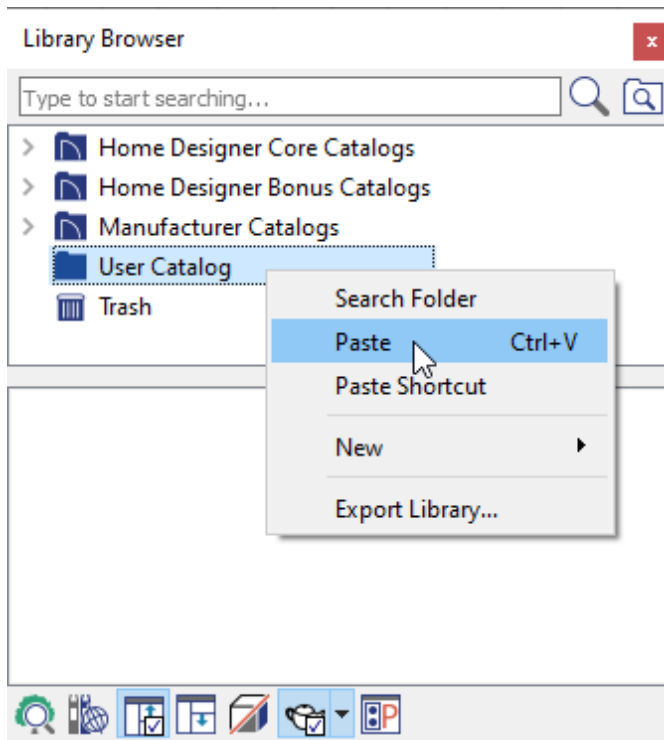 Library Browser
x
Type to start searching...
Home Designer Core Catalogs
Home Designer Bonus Catalogs
Manufacturer Catalogs
User Catalog
Trash
Search Folder
Paste Ctrl+V
Paste Shortcut
New
Export Library...
P